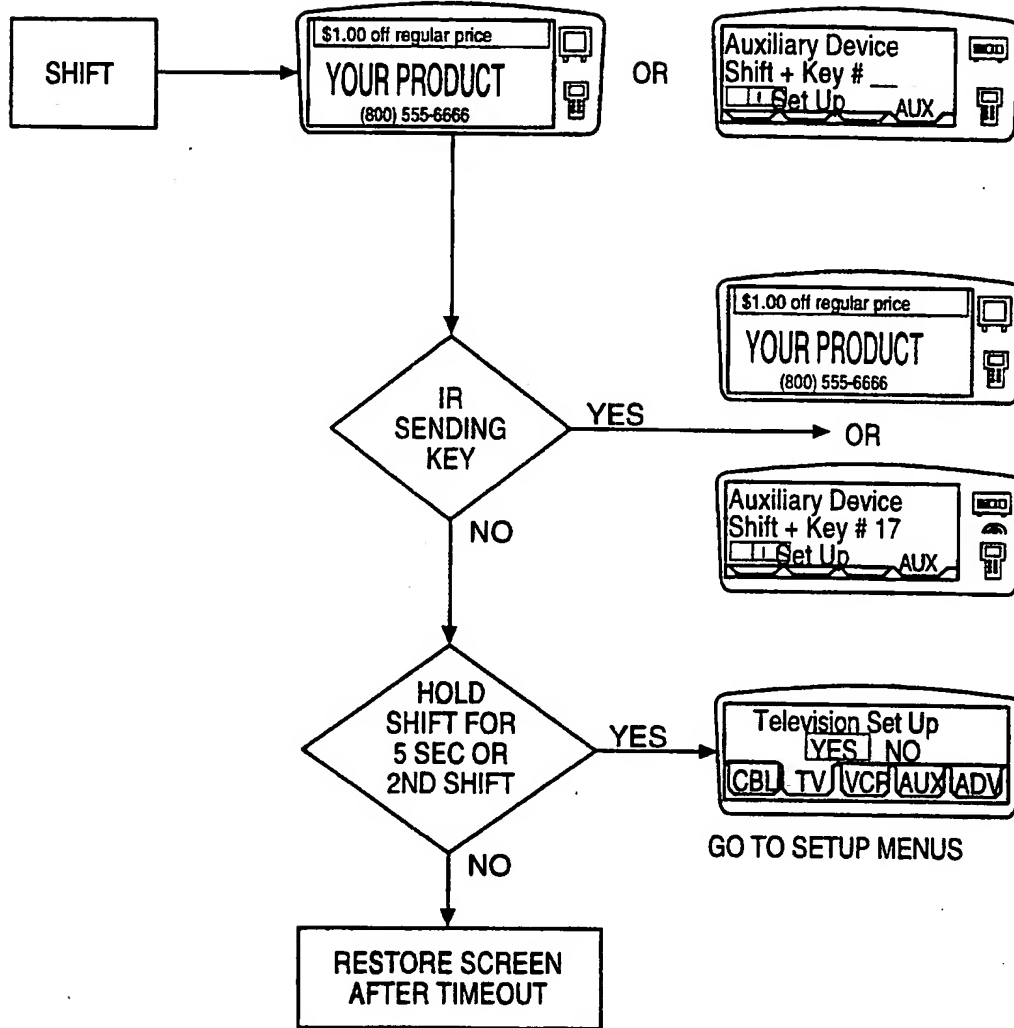 SHIFT
$1.00 off regular price
YOUR PRODUCT
(800) 555-6666
OR
Auxiliary Device
Shift + Key # __
Set Up
AUX
IR
SENDING
KEY
YES
$1.00 off regular price
YOUR PRODUCT
(800) 555-6666
OR
Auxiliary Device
Shift + Key # 17
Set Up
AUX
NO
HOLD
SHIFT FOR
5 SEC OR
2ND SHIFT
YES
Television Set Up
YES NO
CBL TV VCR AUX ADV
GO TO SETUP MENUS
NO
RESTORE SCREEN
AFTER TIMEOUT